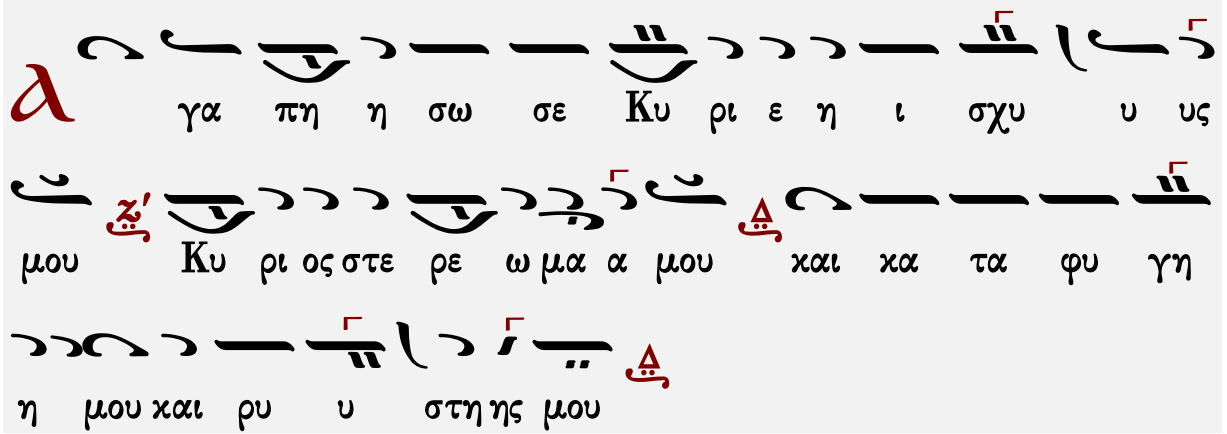 α γα πη η σω σε Κυ ρι ε η ι σχυ υ υς
μου Ζ′ Κυ ρι ος στε ρε ω μα α μου Δ και κα τα φυ γη
η μου και ρυ υ στη ης μου Δ